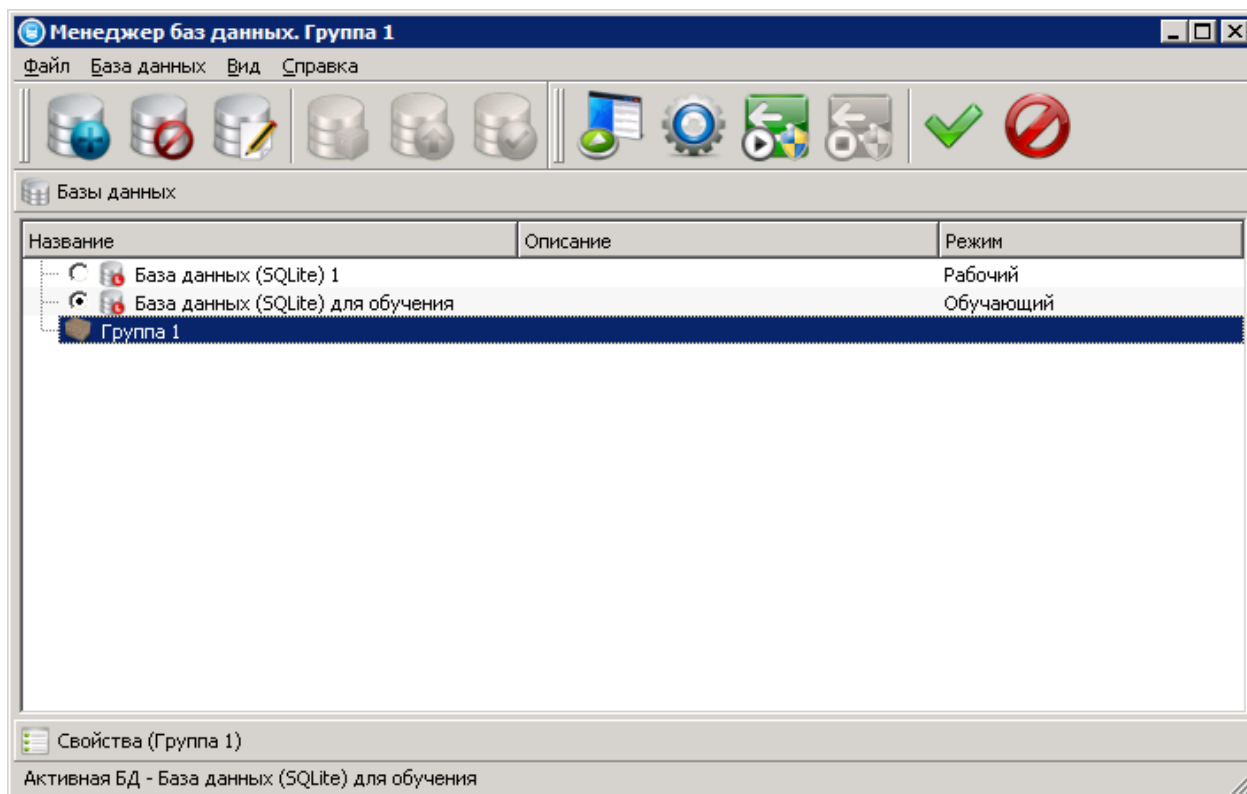 Менеджер баз данных. Группа 1
Файл База данных Вид Справка
Базы данных
Название Описание Режим
База данных (SQLite) 1 Рабочий
База данных (SQLite) для обучения Обучающий
Группа 1
Свойства (Группа 1)
Активная БД - База данных (SQLite) для обучения